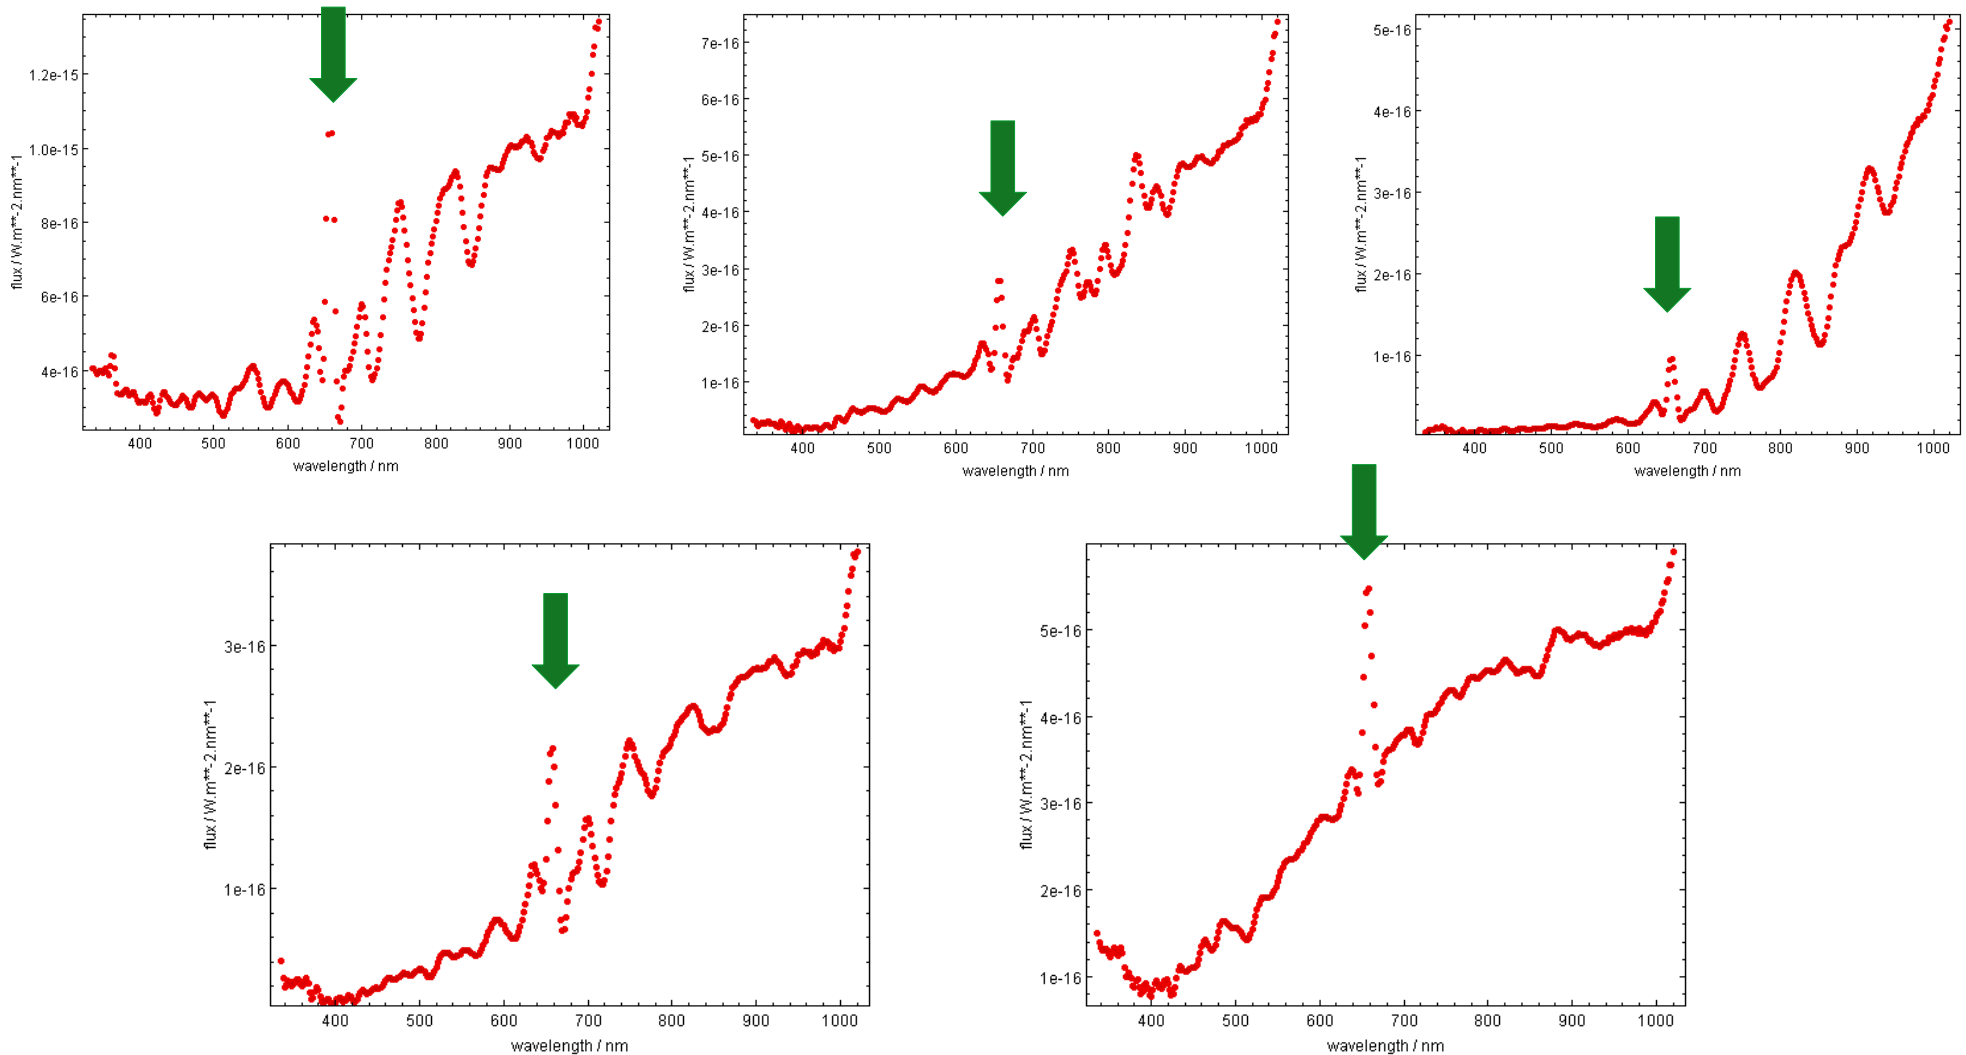 1.2e-15
1.0e-15
8e-16
6e-16
4e-16
flux / W.m**-2.nm**-1
400 500 600 700 800 900 1000
wavelength / nm
7e-16
6e-16
5e-16
4e-16
3e-16
2e-16
1e-16
flux / W.m**-2.nm**-1
400 500 600 700 800 900 1000
wavelength / nm
5e-16
4e-16
3e-16
2e-16
1e-16
flux / W.m**-2.nm**-1
400 500 600 700 800 900 1000
wavelength / nm
3e-16
2e-16
1e-16
flux / W.m**-2.nm**-1
400 500 600 700 800 900 1000
wavelength / nm
5e-16
4e-16
3e-16
2e-16
1e-16
flux / W.m**-2.nm**-1
400 500 600 700 800 900 1000
wavelength / nm